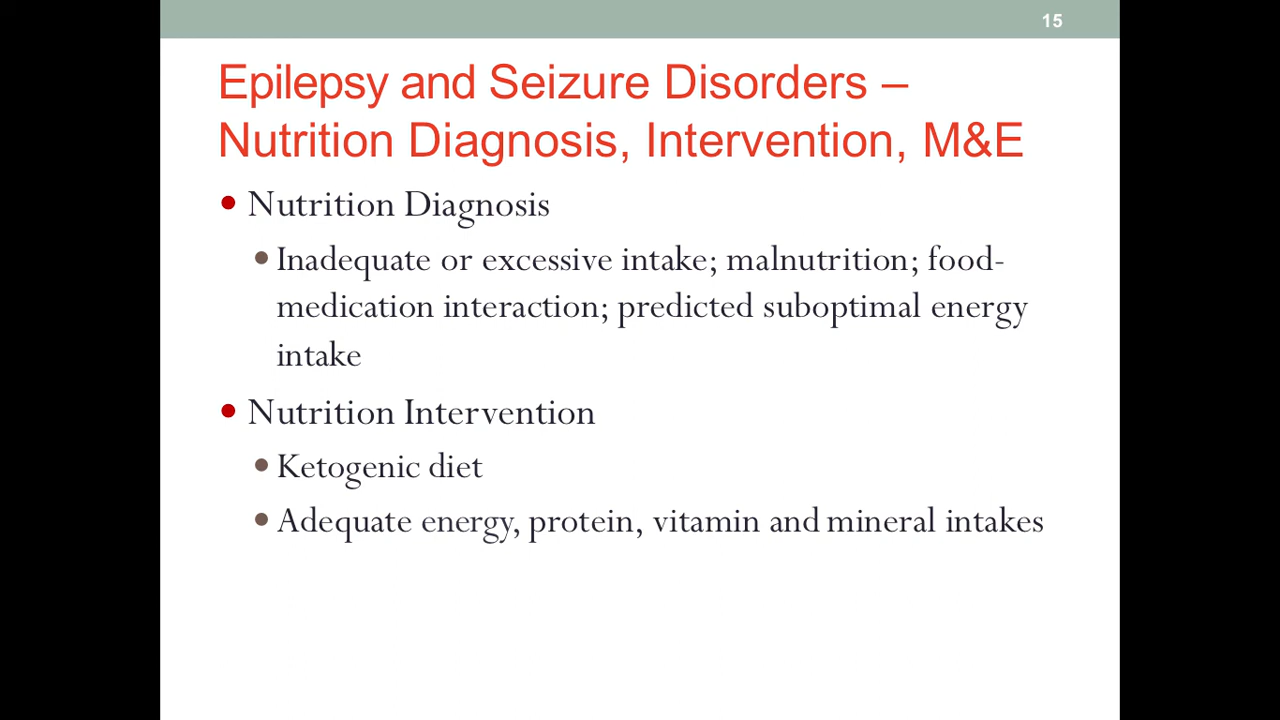 15
Epilepsy and Seizure Disorders –
Nutrition Diagnosis, Intervention, M&E
• Nutrition Diagnosis
• Inadequate or excessive intake; malnutrition; food-
medication interaction; predicted suboptimal energy
intake
• Nutrition Intervention
• Ketogenic diet
• Adequate energy, protein, vitamin and mineral intakes